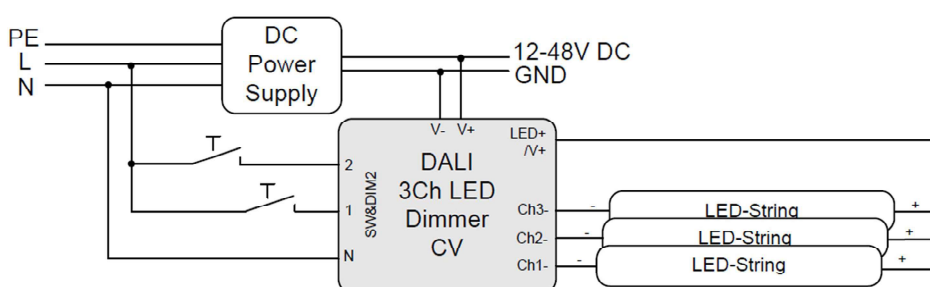 PE
L
N
DC
Power
Supply
12-48V DC
GND
V- V+
LED+
/V+
T
2
T
1
N
SW&DIM2
DALI
3Ch LED
Dimmer
CV
Ch3-
- LED-String +
Ch2-
- LED-String +
Ch1-
- LED-String +